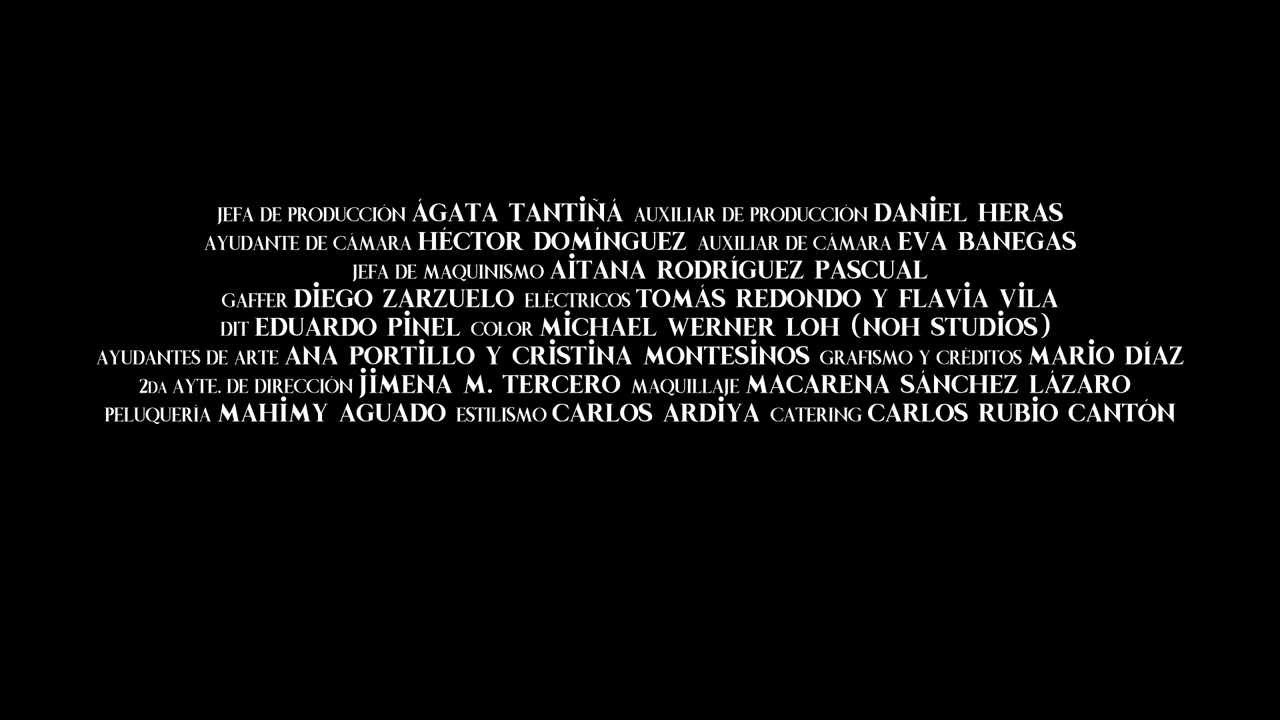 JEFA DE PRODUCCIÓN ÁGATA TANTIÑÁ AUXILIAR DE PRODUCCIÓN DANIEL HERAS
AYUDANTE DE CÁMARA HÉCTOR DOMÍNGUEZ AUXILIAR DE CÁMARA EVA BANEGAS
JEFA DE MAQUINISMO AITANA RODRÍGUEZ PASCUAL
GAFFER DIEGO ZARZUELO ELÉCTRICOS TOMÁS REDONDO Y FLAVIA VILA
DIT EDUARDO PINEL COLOR MICHAEL WERNER LOH (NOH STUDIOS)
AYUDANTES DE ARTE ANA PORTILLO Y CRISTINA MONTESINOS GRAFISMO Y CRÉDITOS MARIO DÍAZ
2DA AYTE. DE DIRECCIÓN JIMENA M. TERCERO MAQUILLAJE MACARENA SÁNCHEZ LÁZARO
PELUQUERÍA MAHIMY AGUADO ESTILISMO CARLOS ARDIYA CATERING CARLOS RUBIO CANTÓN